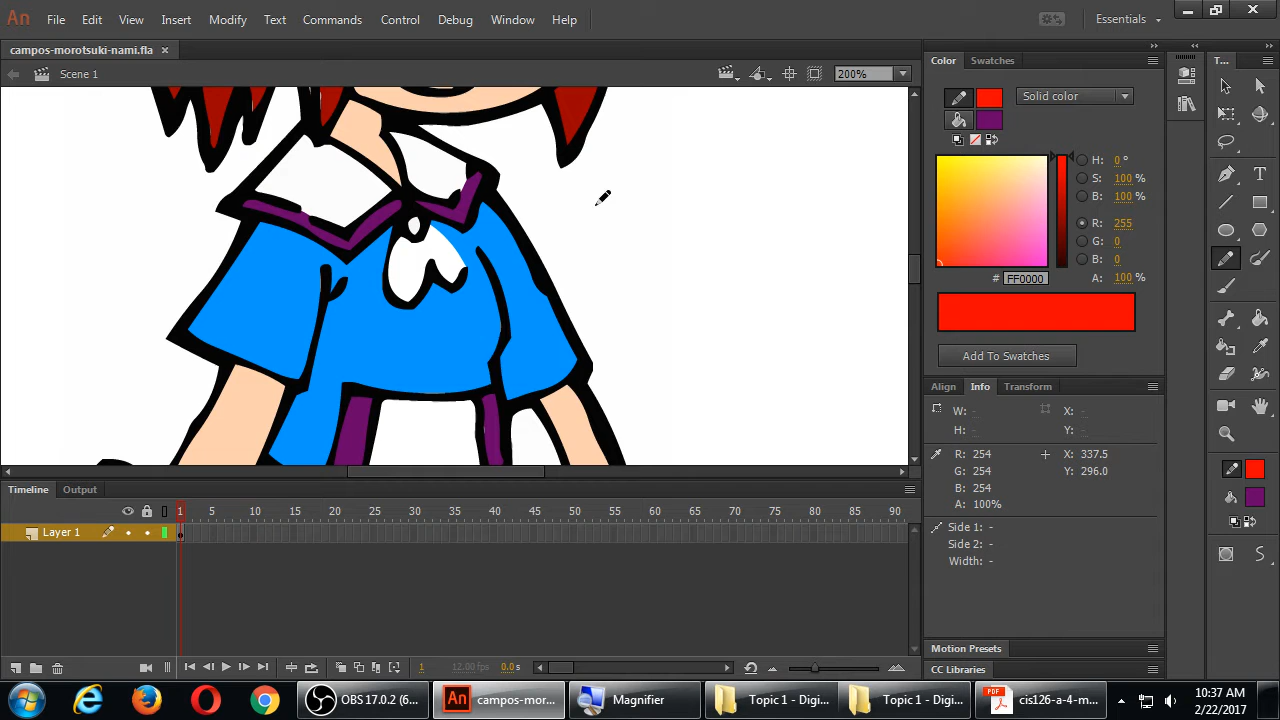 An File Edit View Insert Modify Text Commands Control Debug Window Help Essentials
campos-morotsuki-nami.fla ×
Scene 1 200%
Color Swatches T...
Solid color
H: 0 °
S: 100 %
B: 100 %
R: 255
G: 0
B: 0
# FF0000 A: 100 %
Add To Swatches
Align Info Transform
W: - X: -
H: - Y: -
R: 254 X: 337.5
G: 254 Y: 296.0
B: 254
A: 100%
Side 1: -
Side 2: -
Width: -
Timeline Output
1 5 10 15 20 25 30 35 40 45 50 55 60 65 70 75 80 85 90
Layer 1
1 12.00 fps 0.0 s
Motion Presets
CC Libraries
OBS 17.0.2 (6... An campos-mor... Magnifier Topic 1 - Digi... Topic 1 - Digi... PDF cis126-a-4-m...
10:37 AM
2/22/2017